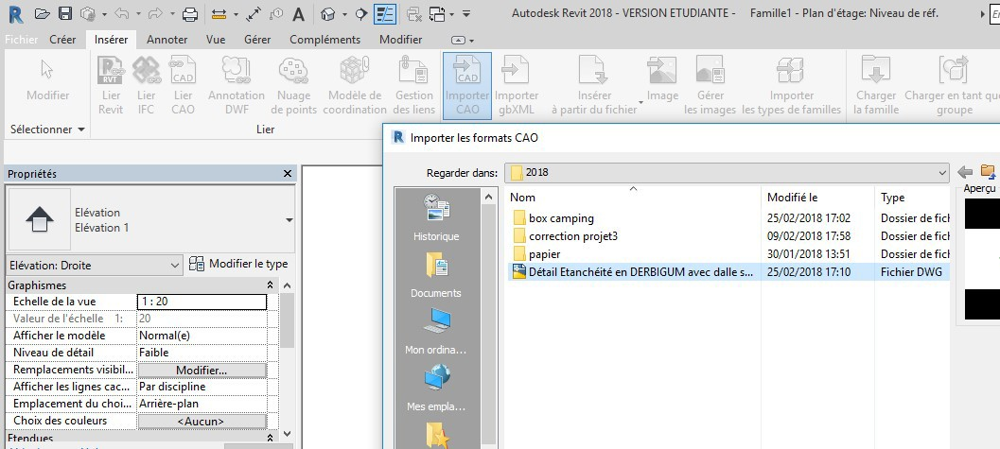 Autodesk Revit 2018 - VERSION ETUDIANTE - Famille1 - Plan d'étage: Niveau de réf.
Fichier Créer Insérer Annoter Vue Gérer Compléments Modifier
Modifier
Lier Revit
Lier IFC
Lier CAO
Annotation DWF
Nuage de points
Modèle de coordination
Gestion des liens
Importer CAO
Importer gbXML
Insérer à partir du fichier
Image
Gérer les images
Importer les types de familles
Charger la famille
Charger en tant que groupe
Sélectionner
Lier
Importer les formats CAO
Regarder dans: 2018
Aperçu
Nom Modifié le Type
box camping 25/02/2018 17:02 Dossier de fich
correction projet3 09/02/2018 17:58 Dossier de fich
papier 30/01/2018 13:51 Dossier de fich
Détail Etanchéité en DERBIGUM avec dalle s... 25/02/2018 17:10 Fichier DWG
Historique
Documents
Mon ordina...
Mes empla...
Propriétés
Elévation
Elévation 1
Elévation: Droite Modifier le type
Graphismes
Echelle de la vue 1 : 20
Valeur de l'échelle 1: 20
Afficher le modèle Normal(e)
Niveau de détail Faible
Remplacements visibil... Modifier...
Afficher les lignes cac... Par discipline
Emplacement du choi... Arrière-plan
Choix des couleurs <Aucun>
Etendues